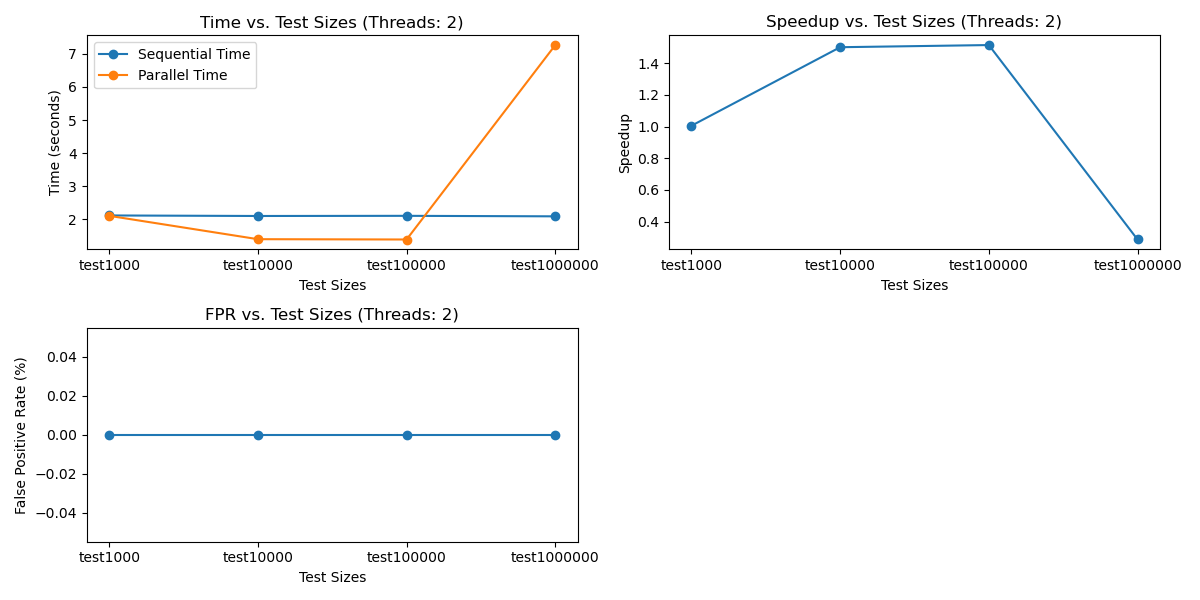 Time vs. Test Sizes (Threads: 2)
Sequential Time
Parallel Time
7
6
5
4
3
2
Time (seconds)
test1000 test10000 test100000 test1000000
Test Sizes
Speedup vs. Test Sizes (Threads: 2)
1.4
1.2
1.0
0.8
0.6
0.4
Speedup
test1000 test10000 test100000 test1000000
Test Sizes
FPR vs. Test Sizes (Threads: 2)
0.04
0.02
0.00
−0.02
−0.04
False Positive Rate (%)
test1000 test10000 test100000 test1000000
Test Sizes